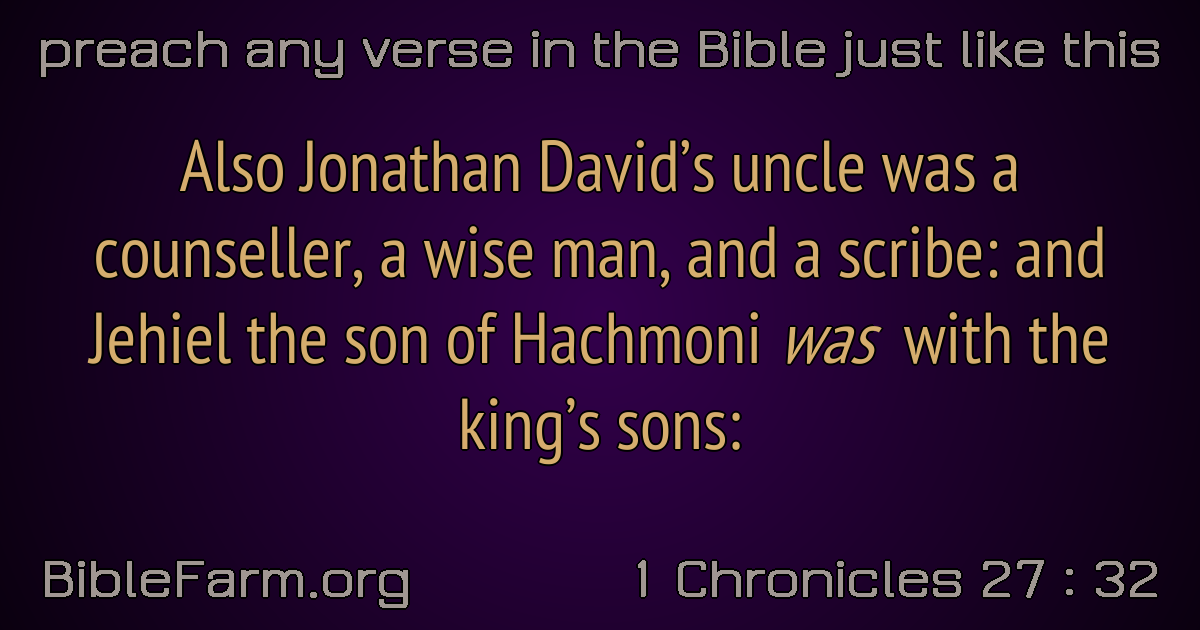 preach any verse in the Bible just like this
Also Jonathan David’s uncle was a
counseller, a wise man, and a scribe: and
Jehiel the son of Hachmoni was with the
king’s sons:
BibleFarm.org 1 Chronicles 27 : 32